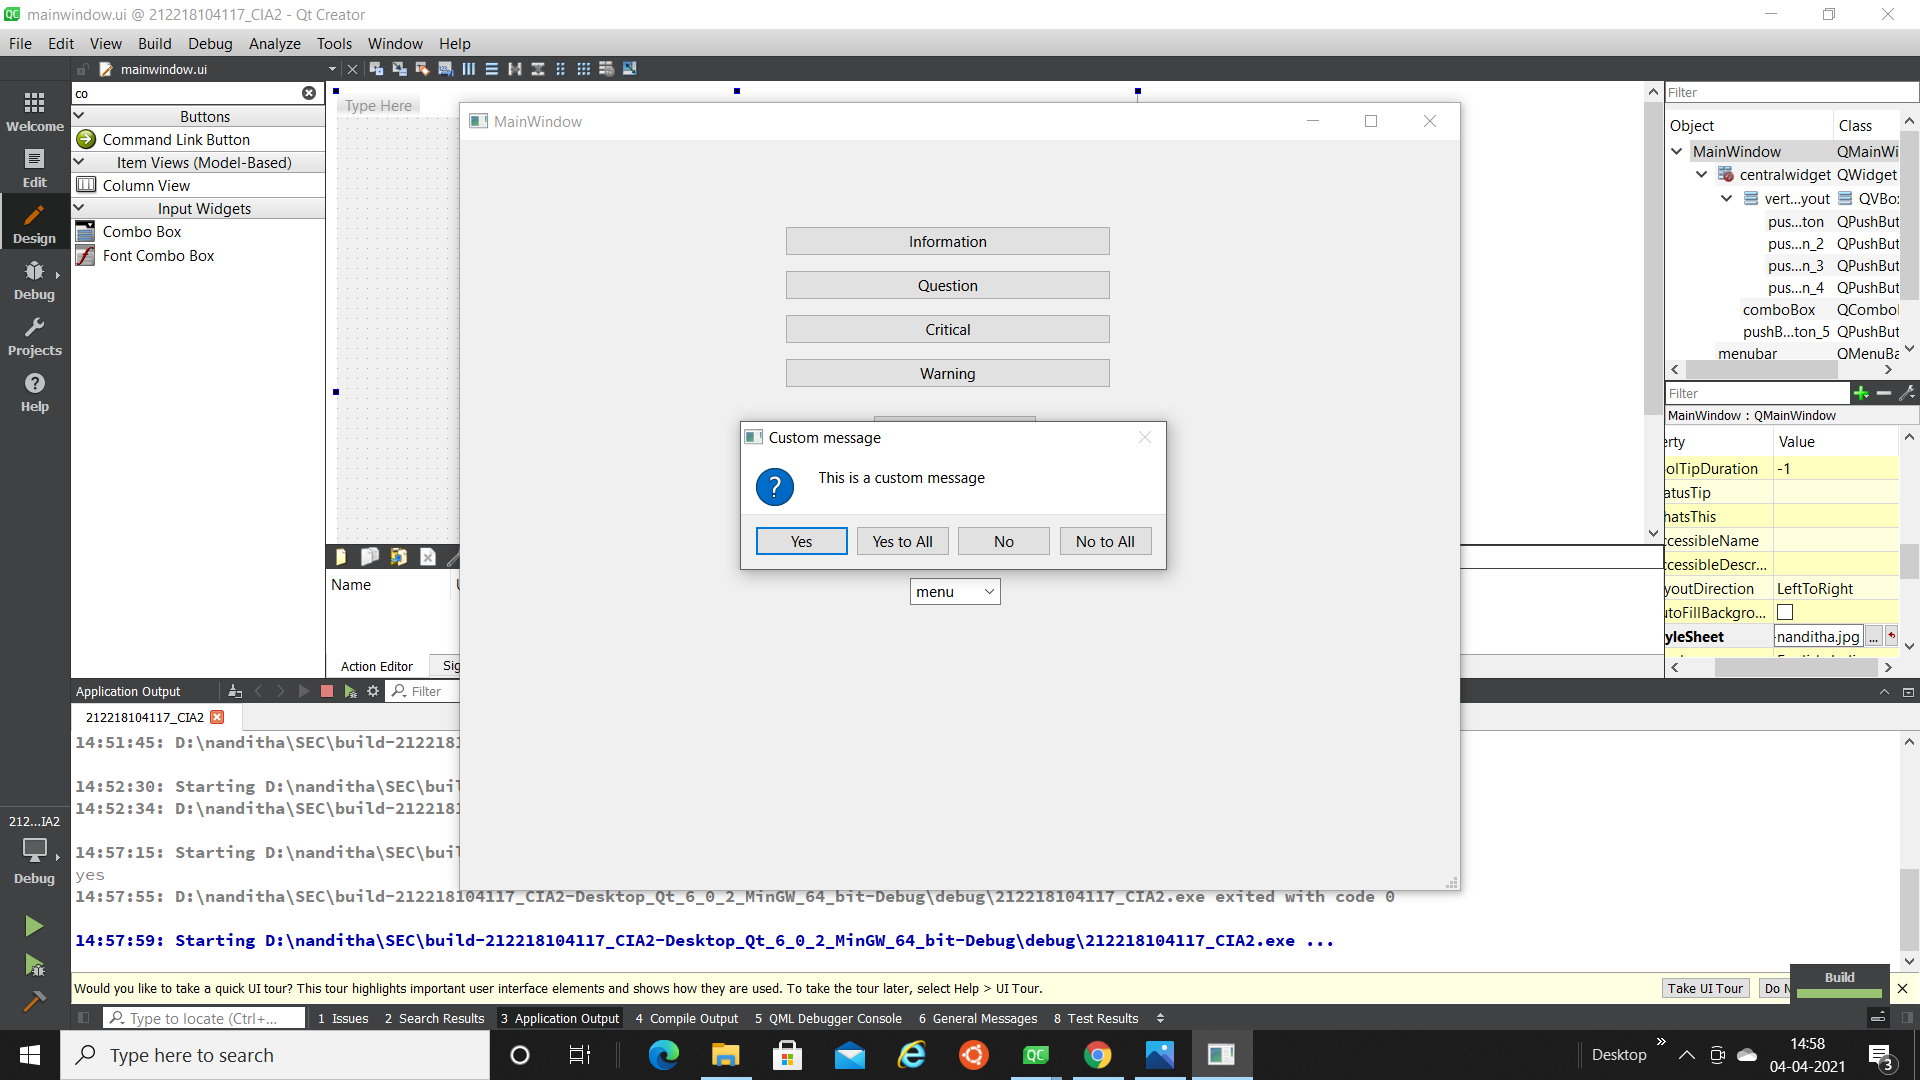 mainwindow.ui @ 212218104117_CIA2 - Qt Creator
File Edit View Build Debug Analyze Tools Window Help
mainwindow.ui
co
Buttons
Command Link Button
Item Views (Model-Based)
Column View
Input Widgets
Combo Box
Font Combo Box
Welcome
Edit
Design
Debug
Projects
Help
Type Here
MainWindow
Information
Question
Critical
Warning
Custom message
This is a custom message
Yes
Yes to All
No
No to All
menu
Filter
Object Class
MainWindow QMainWi
centralwidget QWidget
vert...yout QVBo
pus...ton QPushBut
pus...n_2 QPushBut
pus...n_3 QPushBut
pus...n_4 QPushBut
comboBox QCombo
pushB...ton_5 QPushBut
menubar QMenuBa
Filter
MainWindow : QMainWindow
erty Value
olTipDuration -1
atusTip
hatsThis
ccessibleName
ccessibleDescr...
youtDirection LeftToRight
utoFillBackgro...
yleSheet -nanditha.jpg ...
Name
Action Editor Sig
Application Output
Filter
212218104117_CIA2
14:51:45: D:\nanditha\SEC\build-2122181
14:52:30: Starting D:\nanditha\SEC\buil
14:52:34: D:\nanditha\SEC\build-2122181
14:57:15: Starting D:\nanditha\SEC\buil
yes
14:57:55: D:\nanditha\SEC\build-212218104117_CIA2-Desktop_Qt_6_0_2_MinGW_64_bit-Debug\debug\212218104117_CIA2.exe exited with code 0
14:57:59: Starting D:\nanditha\SEC\build-212218104117_CIA2-Desktop_Qt_6_0_2_MinGW_64_bit-Debug\debug\212218104117_CIA2.exe ...
212...IA2
Debug
Would you like to take a quick UI tour? This tour highlights important user interface elements and shows how they are used. To take the tour later, select Help > UI Tour.
Take UI Tour
Do N
Build
Type to locate (Ctrl+...
1 Issues 2 Search Results 3 Application Output 4 Compile Output 5 QML Debugger Console 6 General Messages 8 Test Results
Type here to search
QC
Desktop
14:58
04-04-2021
3